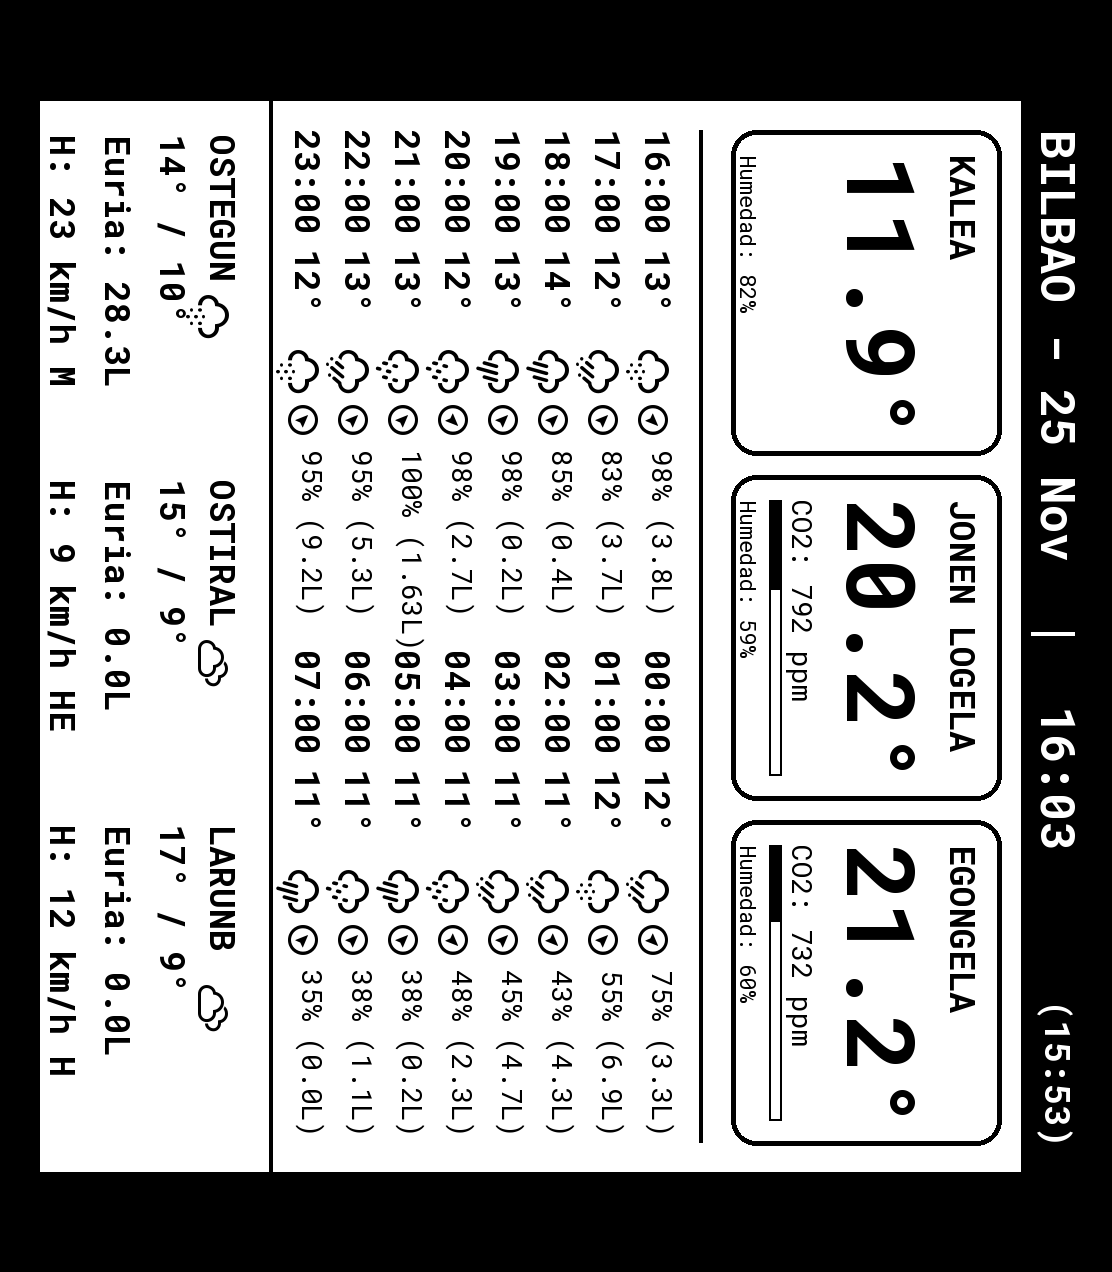 BILBAO - 25 Nov | 16:03 (15:53)
KALEA
11.9°
Humedad: 82%
JONEN LOGELA
20.2°
CO2: 792 ppm
Humedad: 59%
EGONGELA
21.2°
CO2: 732 ppm
Humedad: 60%
16:00 13° 98% (3.8L)
17:00 12° 83% (3.7L)
18:00 14° 85% (0.4L)
19:00 13° 98% (0.2L)
20:00 12° 98% (2.7L)
21:00 13° 100% (1.63L)
22:00 13° 95% (5.3L)
23:00 12° 95% (9.2L)
00:00 12° 75% (3.3L)
01:00 12° 55% (6.9L)
02:00 11° 43% (4.3L)
03:00 11° 45% (4.7L)
04:00 11° 48% (2.3L)
05:00 11° 38% (0.2L)
06:00 11° 38% (1.1L)
07:00 11° 35% (0.0L)
OSTEGUN
14° / 10°
Euria: 28.3L
H: 23 km/h M
OSTIRAL
15° / 9°
Euria: 0.0L
H: 9 km/h HE
LARUNB
17° / 9°
Euria: 0.0L
H: 12 km/h H